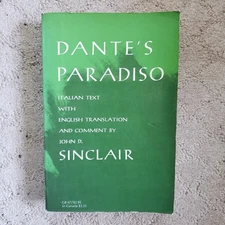 DANTE'S
PARADISO
ITALIAN TEXT
WITH
ENGLISH TRANSLATION
AND COMMENT BY
JOHN D.
SINCLAIR